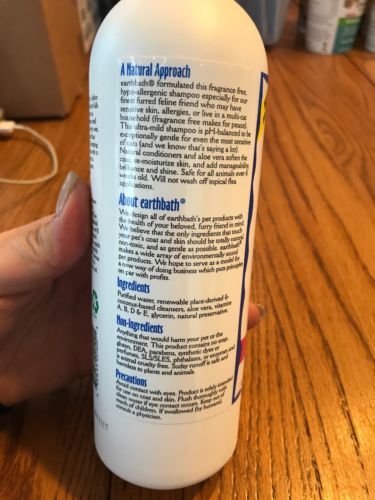 A Natural Approach
earthbath® formulated this fragrance free,
hypo-allergenic shampoo especially for our
finest furred feline friend who may have
sensitive skin, allergies, or live in a multi-cat
household (fragrance free makes for peace).
This ultra-mild shampoo is pH-balanced to be
exceptionally gentle for even the most sensitive
of cats (and we know that's saying a lot).
Natural conditioners and aloe vera soften the
coat, re-moisturize skin, and add manageability,
brilliance and shine. Safe for all animals over 6
weeks old. Will not wash off topical flea
applications.
About earthbath®
We design all of earthbath's pet products with
the health of your beloved, furry friend in mind.
We believe that the only ingredients that touch
your pet's coat and skin should be totally natural,
non-toxic, and as gentle as possible. earthbath®
makes a wide array of environmentally sound
pet products. We hope to serve as a model for
a new way of doing business which puts principles
on par with profits.
Ingredients
Purified water, renewable plant-derived &
coconut-based cleansers, aloe vera, vitamins
A, B, D & E, glycerin, natural preservative.
Non-Ingredients
Anything that would harm your pet or the
environment. This product contains no soap,
gluten, DEA, parabens, synthetic dyes or
perfumes, SLS/SLES, phthalates, or enzymes and
is animal cruelty free. Sudsy runoff is safe and
harmless to plants and animals.
Precautions
Avoid contact with eyes. Product is solely intended
for use on coat and skin. Flush thoroughly with
clean water if eye contact occurs. Keep out of
reach of children. If swallowed (by humans),
consult a physician.